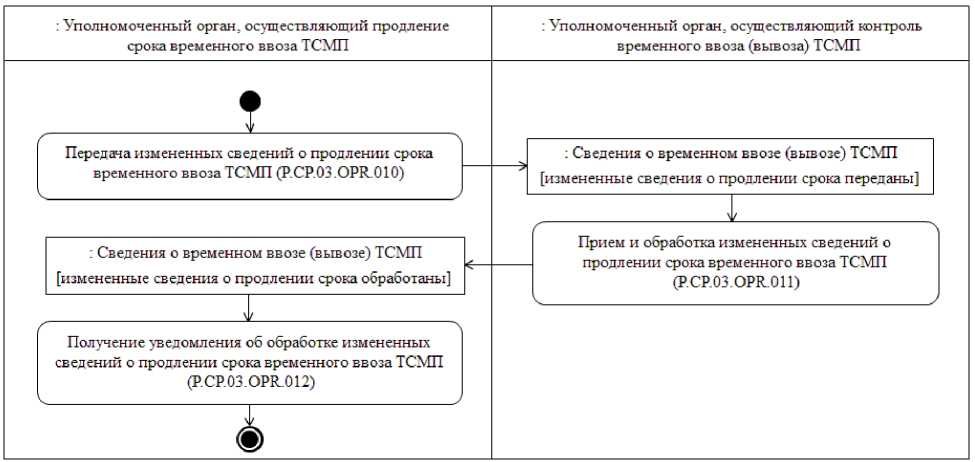 : Уполномоченный орган, осуществляющий продление
срока временного ввоза ТСМП
: Уполномоченный орган, осуществляющий контроль
временного ввоза (вывоза) ТСМП
Передача измененных сведений о продлении срока
временного ввоза ТСМП (P.CP.03.OPR.010)
: Сведения о временном ввозе (вывозе) ТСМП
[измененные сведения о продлении срока переданы]
Прием и обработка измененных сведений о
продлении срока временного ввоза ТСМП
(P.CP.03.OPR.011)
: Сведения о временном ввозе (вывозе) ТСМП
[измененные сведения о продлении срока обработаны]
Получение уведомления об обработке измененных
сведений о продлении срока временного ввоза ТСМП
(P.CP.03.OPR.012)